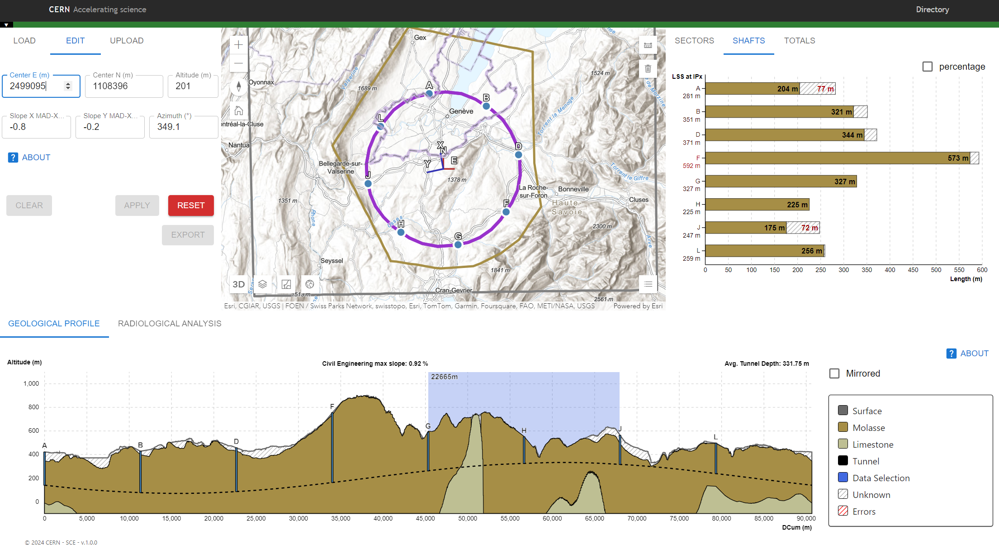 CERN Accelerating science
Directory
LOAD
EDIT
UPLOAD
Center E (m)
2499095
Center N (m)
1108396
Altitude (m)
201
Slope X MAD-X...
-0.8
Slope Y MAD-X...
-0.2
Azimuth (°)
349.1
? ABOUT
CLEAR
APPLY
RESET
EXPORT
Gex
Oyonnax
Valserine
1689 m
1524 m
A
B
Genève
Torrent la Menoge
L
ntréal-la-Cluse
Nantua
D
X
N
Y
E
Bellegarde-sur-
Valserine
1378 m
Torrent le Giffre
J
La Roche-
sur-Foron
Bonneville
1351 m
Cluses
F
Haute-
Savoie
Rhone
Usses
H
2300 m
G
Arve
Seyssel
1841 m
3D
Seran
1513 m
Cran-Gevrier
2561 m
Esri, CGIAR, USGS | FOEN / Swiss Parks Network, swisstopo, Esri, TomTom, Garmin, Foursquare, FAO, METI/NASA, USGS
Powered by Esri
SECTORS
SHAFTS
TOTALS
percentage
LSS at IPx
A
281 m
204 m
77 m
B
351 m
321 m
D
371 m
344 m
F
592 m
573 m
G
327 m
327 m
H
225 m
225 m
J
247 m
175 m
72 m
L
259 m
256 m
0 50 100 150 200 250 300 350 400 450 500 550 600
Length (m)
GEOLOGICAL PROFILE
RADIOLOGICAL ANALYSIS
? ABOUT
Altitude (m)
Civil Engineering max slope: 0.92 %
Avg. Tunnel Depth: 331.75 m
22665m
Mirrored
1,000
800
600
400
200
0
A
B
D
F
G
H
J
L
0 5,000 10,000 15,000 20,000 25,000 30,000 35,000 40,000 45,000 50,000 55,000 60,000 65,000 70,000 75,000 80,000 85,000 90,000
DCum (m)
Surface
Molasse
Limestone
Tunnel
Data Selection
Unknown
Errors
© 2024 CERN - SCE - v.1.0.0